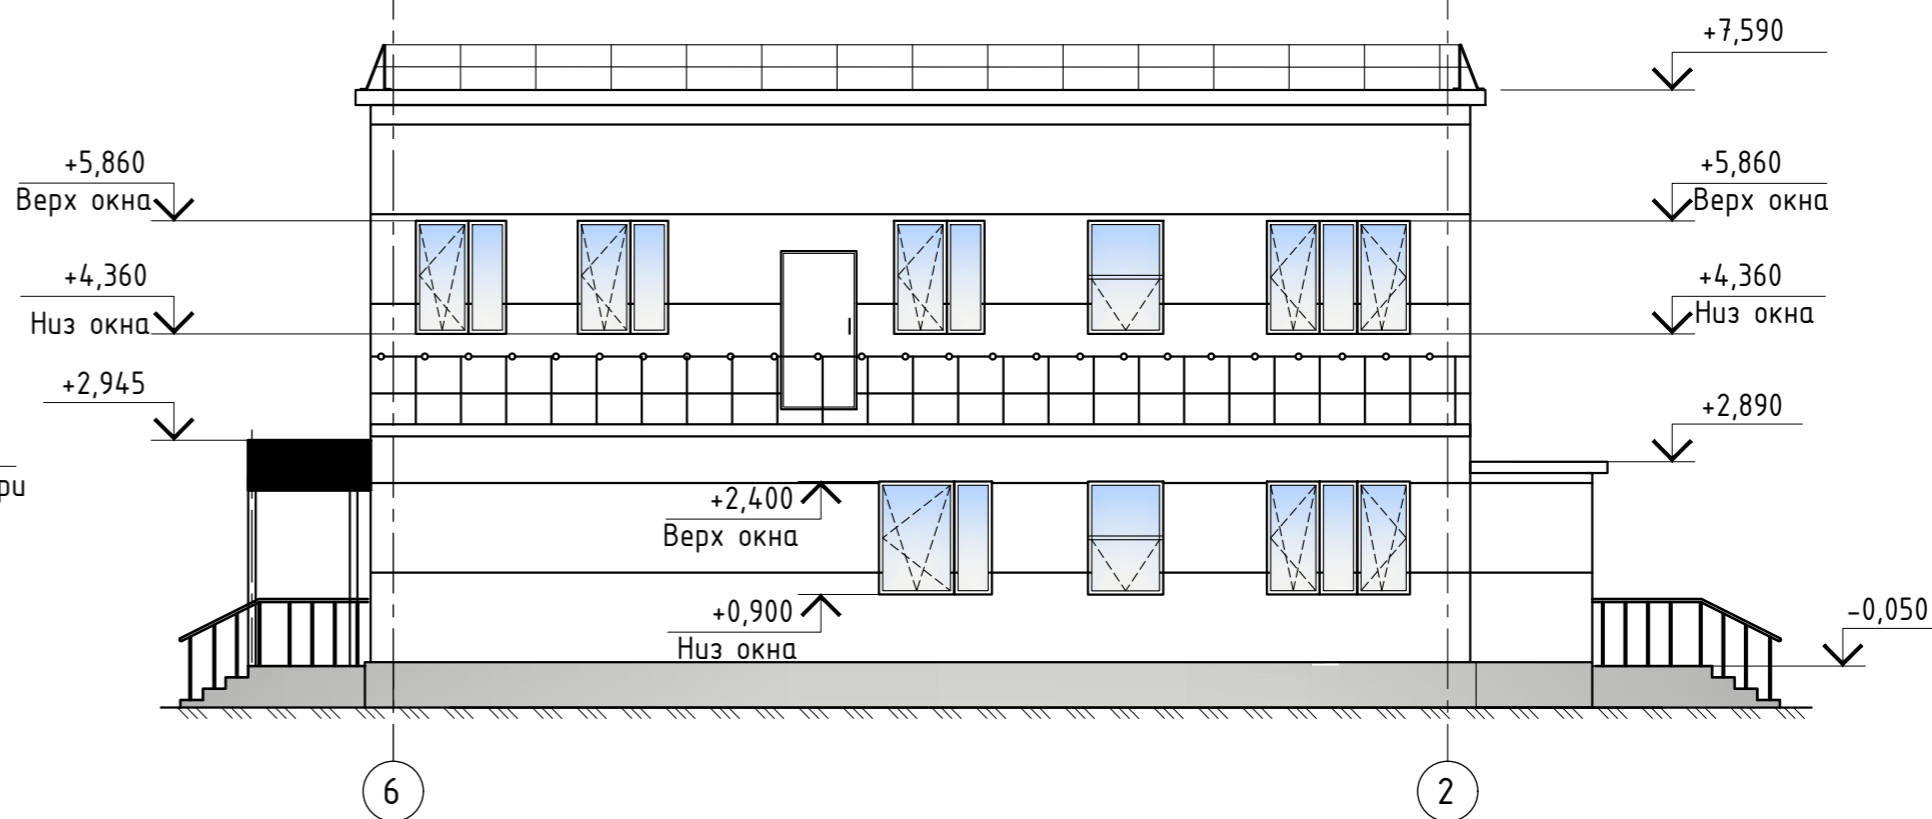 +7,590
+5,860
Верх окна
+5,860
Верх окна
+4,360
Низ окна
+4,360
Низ окна
+2,945
+2,890
ри
+2,400
Верх окна
+0,900
Низ окна
-0,050
6
2